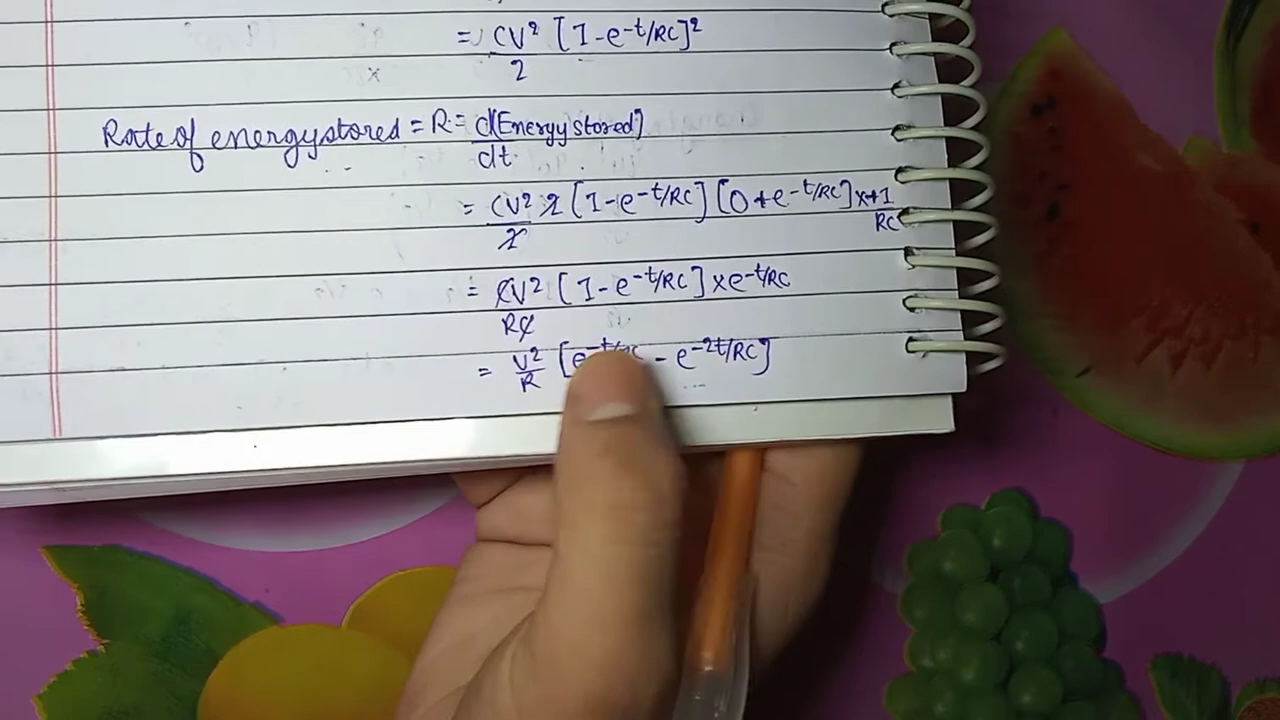 = CV² [1-e-t/RC]²
2
Rate of energy stored = R = d[Energy stored]
dt
= CV² 2 [1-e-t/RC] [0+e-t/RC] x+1
2 RC
= CV² [1-e-t/RC] x e-t/RC
RC
= V² [e-t/RC - e-2t/RC]
R